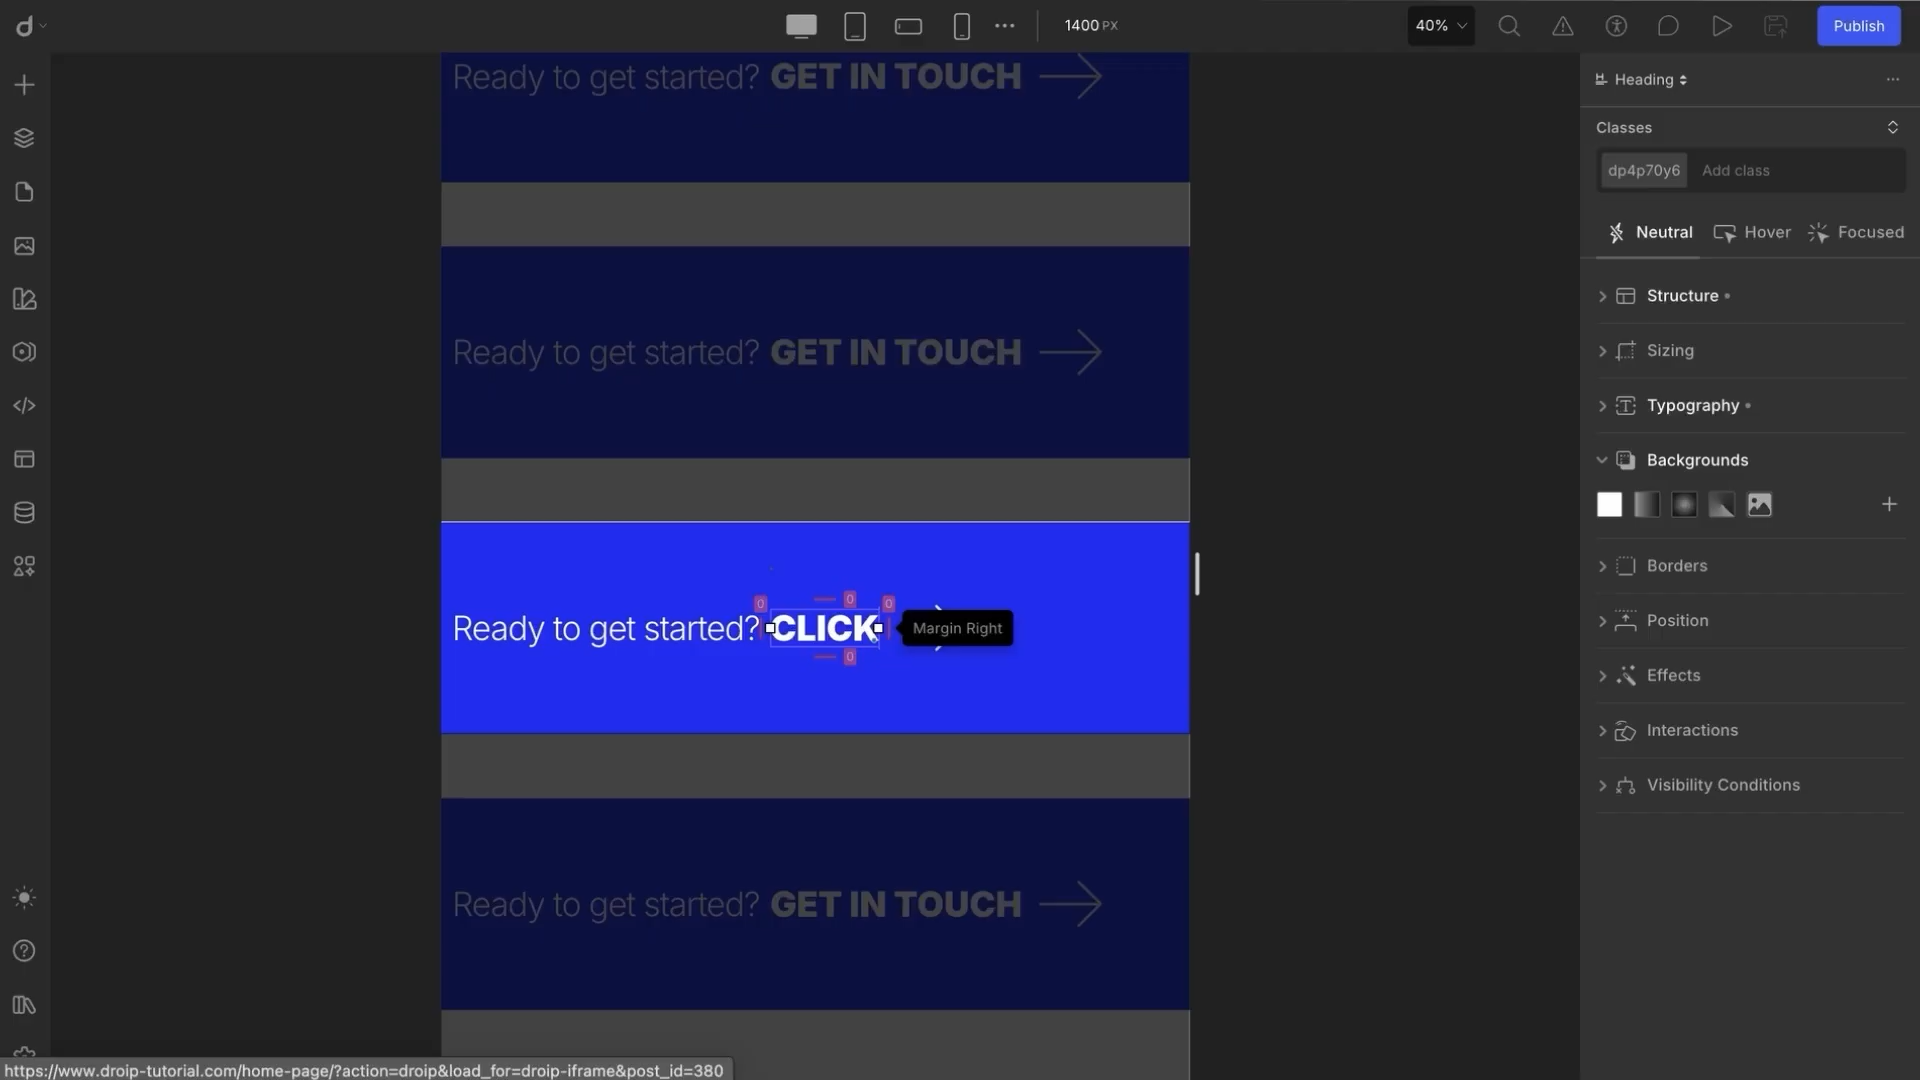 1400 PX
40%
Publish
Heading
Classes
dp4p70y6 Add class
Neutral Hover Focused
Structure
Sizing
Typography
Backgrounds
Borders
Position
Effects
Interactions
Visibility Conditions
Ready to get started? GET IN TOUCH
Ready to get started? GET IN TOUCH
0 0 0
Ready to get started? CLICK Margin Right
0
Ready to get started? GET IN TOUCH
https://www.droip-tutorial.com/home-page/?action=droip&load_for=droip-iframe&post_id=380